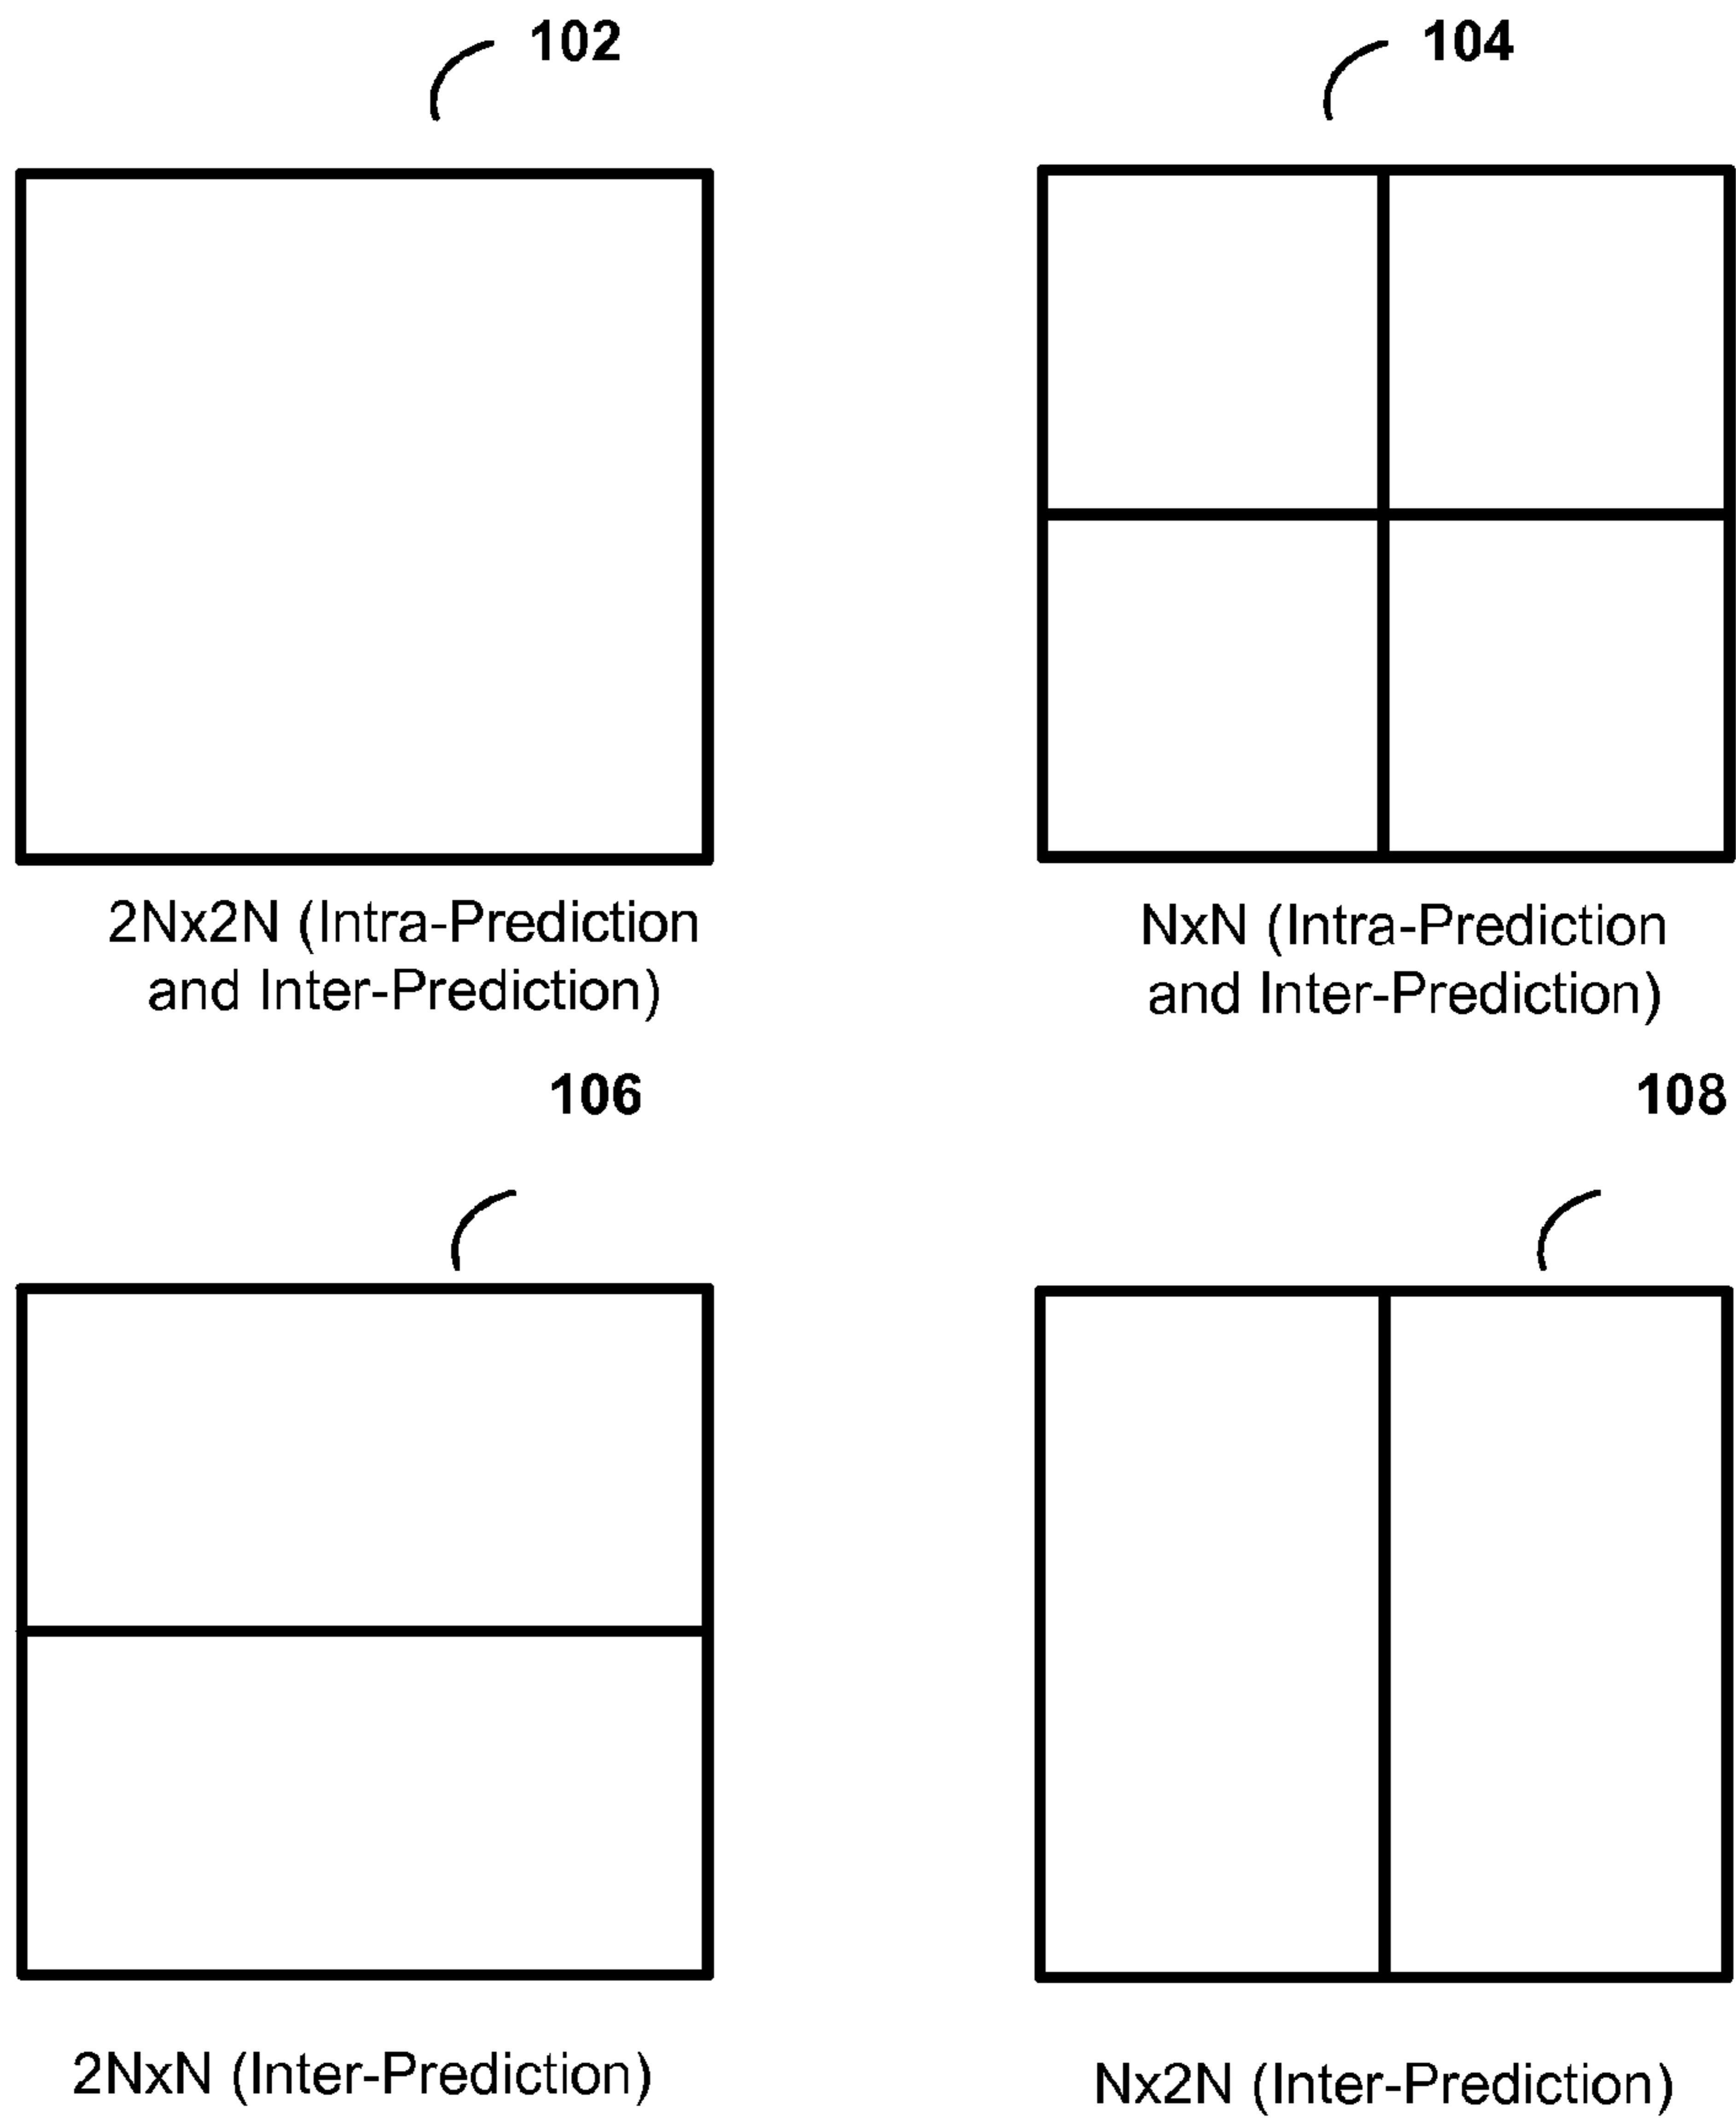 102
104
2Nx2N (Intra-Prediction
and Inter-Prediction)
NxN (Intra-Prediction
and Inter-Prediction)
106
108
2NxN (Inter-Prediction)
Nx2N (Inter-Prediction)